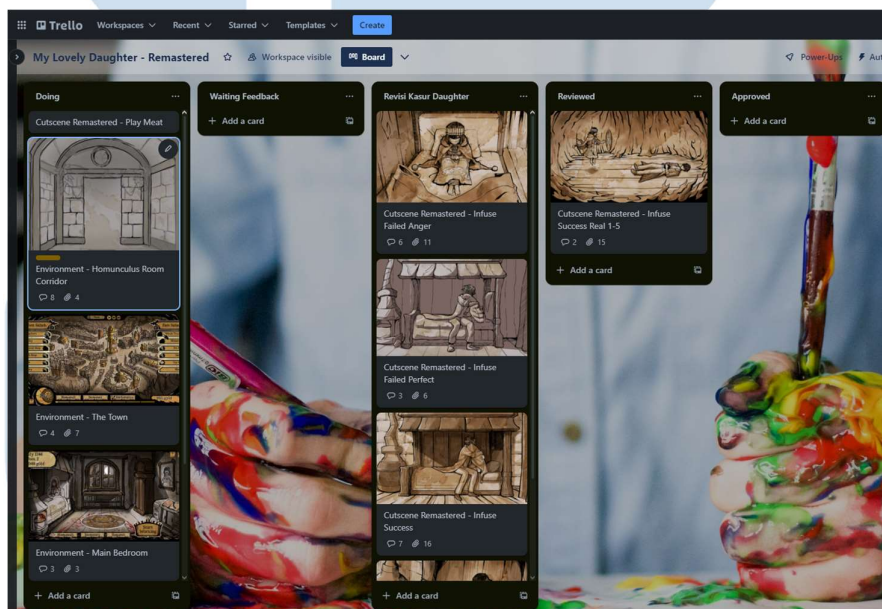 Trello Workspaces Recent Starred Templates Create
My Lovely Daughter - Remastered Workspace visible Board Power-Ups Aut
Doing
Cutscene Remastered - Play Meat
Environment - Homunculus Room
Corridor
8 4
Environment - The Town
4 7
Environment - Main Bedroom
3 3
+ Add a card
Waiting Feedback
+ Add a card
Revisi Kasur Daughter
Cutscene Remastered - Infuse
Failed Anger
6 11
Cutscene Remastered - Infuse
Failed Perfect
3 6
Cutscene Remastered - Infuse
Success
7 16
+ Add a card
Reviewed
Cutscene Remastered - Infuse
Success Real 1-5
2 15
+ Add a card
Approved
+ Add a card